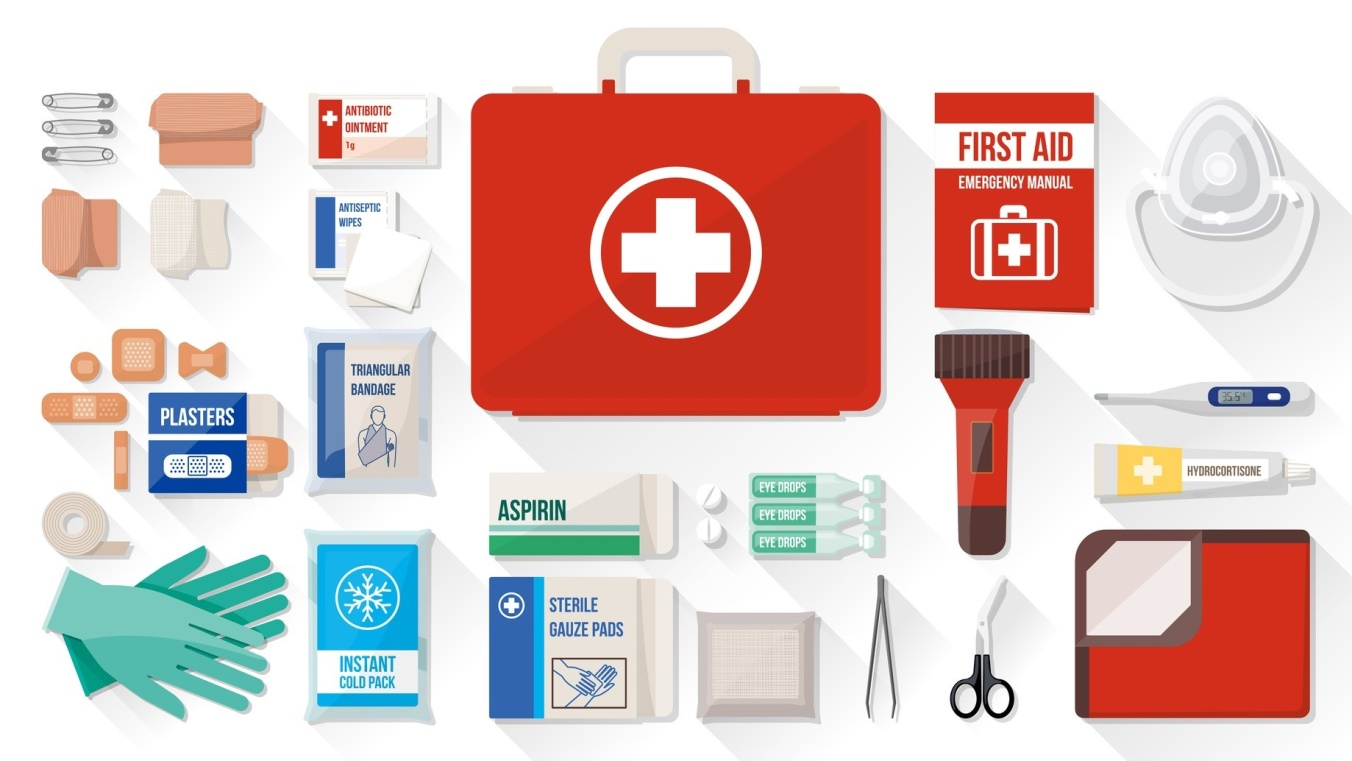 ANTIBIOTIC
OINTMENT
1g
ANTISEPTIC
WIPES
FIRST AID
EMERGENCY MANUAL
PLASTERS
TRIANGULAR
BANDAGE
35.5°
HYDROCORTISONE
ASPIRIN
EYE DROPS
EYE DROPS
EYE DROPS
INSTANT
COLD PACK
STERILE
GAUZE PADS